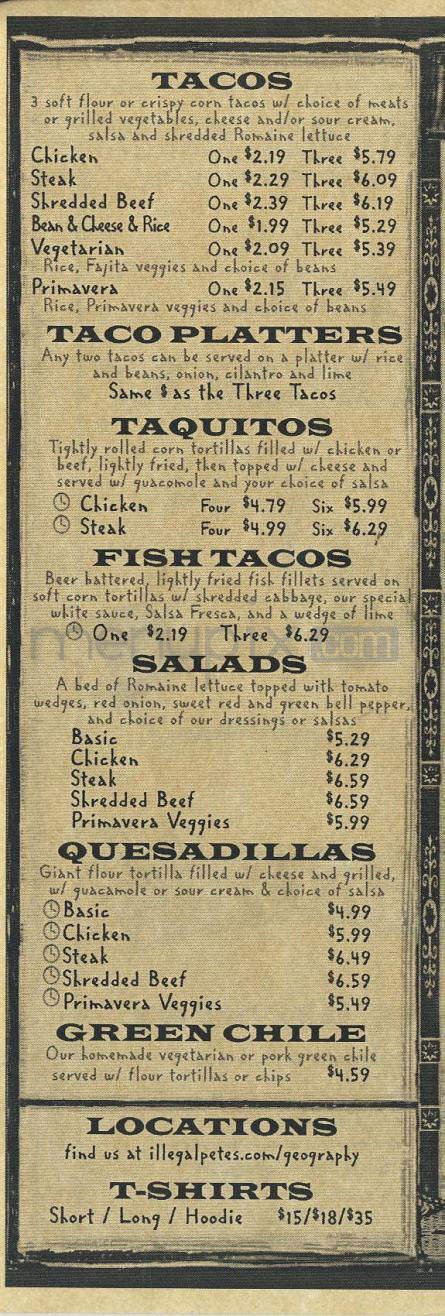 TACOS
3 soft flour or crispy corn tacos w/ choice of meats
or grilled vegetables, cheese and/or sour cream,
salsa and shredded Romaine lettuce
Chicken One $2.19 Three $5.79
Steak One $2.29 Three $6.09
Shredded Beef One $2.39 Three $6.19
Bean & Cheese & Rice One $1.99 Three $5.29
Vegetarian One $2.09 Three $5.39
Rice, Fajita veggies and choice of beans
Primavera One $2.15 Three $5.49
Rice, Primavera veggies and choice of beans
TACO PLATTERS
Any two tacos can be served on a platter w/ rice
and beans, onion, cilantro and lime
Same $ as the Three Tacos
TAQUITOS
Tightly rolled corn tortillas filled w/ chicken or
beef, lightly fried, then topped w/ cheese and
served w/ guacomole and your choice of salsa
Chicken Four $4.79 Six $5.99
Steak Four $4.99 Six $6.29
FISH TACOS
Beer battered, lightly fried fish fillets served on
soft corn tortillas w/ shredded cabbage, our special
white sauce, Salsa Fresca, and a wedge of lime
One $2.19 Three $6.29
SALADS
A bed of Romaine lettuce topped with tomato
wedges, red onion, sweet red and green bell pepper,
and choice of our dressings or salsas
Basic $5.29
Chicken $6.29
Steak $6.59
Shredded Beef $6.59
Primavera Veggies $5.99
QUESADILLAS
Giant flour tortilla filled w/ cheese and grilled,
w/ guacamole or sour cream & choice of salsa
Basic $4.99
Chicken $5.99
Steak $6.49
Shredded Beef $6.59
Primavera Veggies $5.49
GREEN CHILE
Our homemade vegetarian or pork green chile
served w/ flour tortillas or chips $4.59
LOCATIONS
find us at illegalpetes.com/geography
T-SHIRTS
Short / Long / Hoodie $15/$18/$35